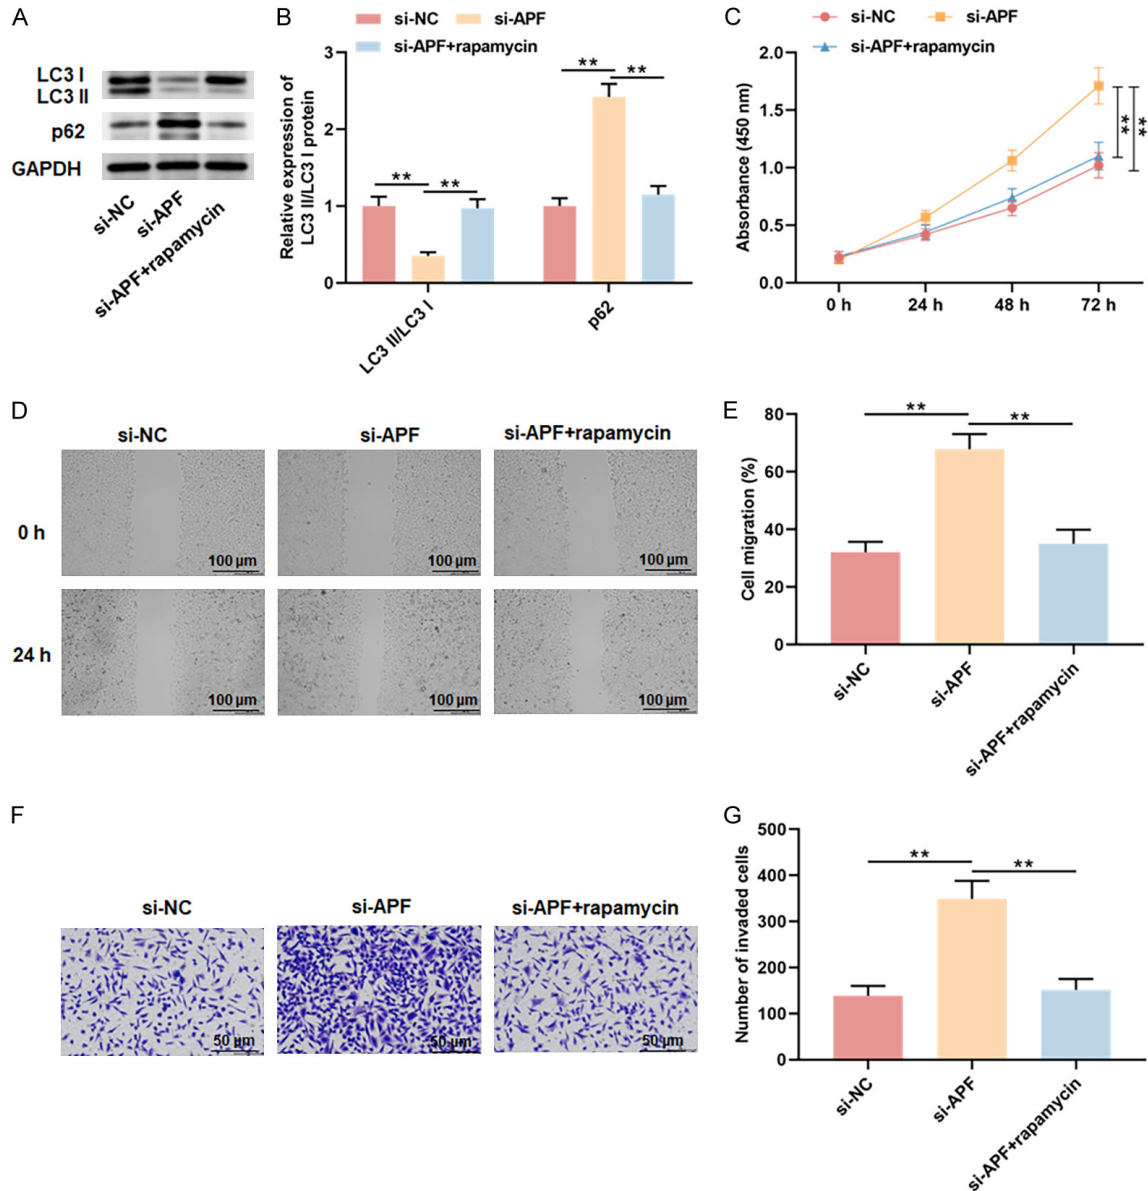 A
LC3 I
LC3 II
p62
GAPDH
si-NC
si-APF
si-APF+rapamycin
B
si-NC
si-APF
si-APF+rapamycin
Relative expression of
LC3 II/LC3 I protein
3
2
1
0
**
**
**
**
LC3 II/LC3 I
p62
C
si-NC
si-APF
si-APF+rapamycin
Absorbance (450 nm)
2.0
1.5
1.0
0.5
0.0
**
**
0 h
24 h
48 h
72 h
D
si-NC
si-APF
si-APF+rapamycin
0 h
100 µm
100 µm
100 µm
24 h
100 µm
100 µm
100 µm
E
Cell migration (%)
80
60
40
20
0
**
**
si-NC
si-APF
si-APF+rapamycin
F
si-NC
si-APF
si-APF+rapamycin
50 µm
50 µm
50 µm
G
Number of invaded cells
500
400
300
200
100
0
**
**
si-NC
si-APF
si-APF+rapamycin